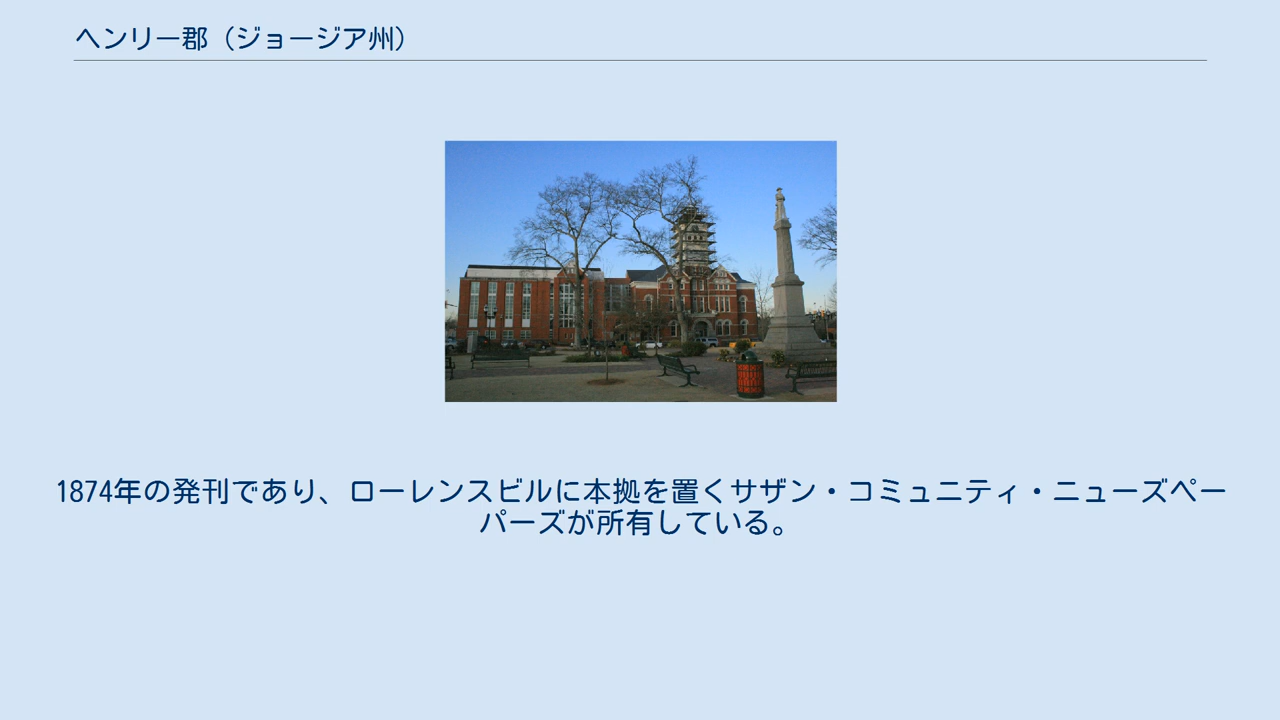 ヘンリー郡（ジョージア州）
1874年の発刊であり、ローレンスビルに本拠を置くサザン・コミュニティ・ニューズペー
パーズが所有している。